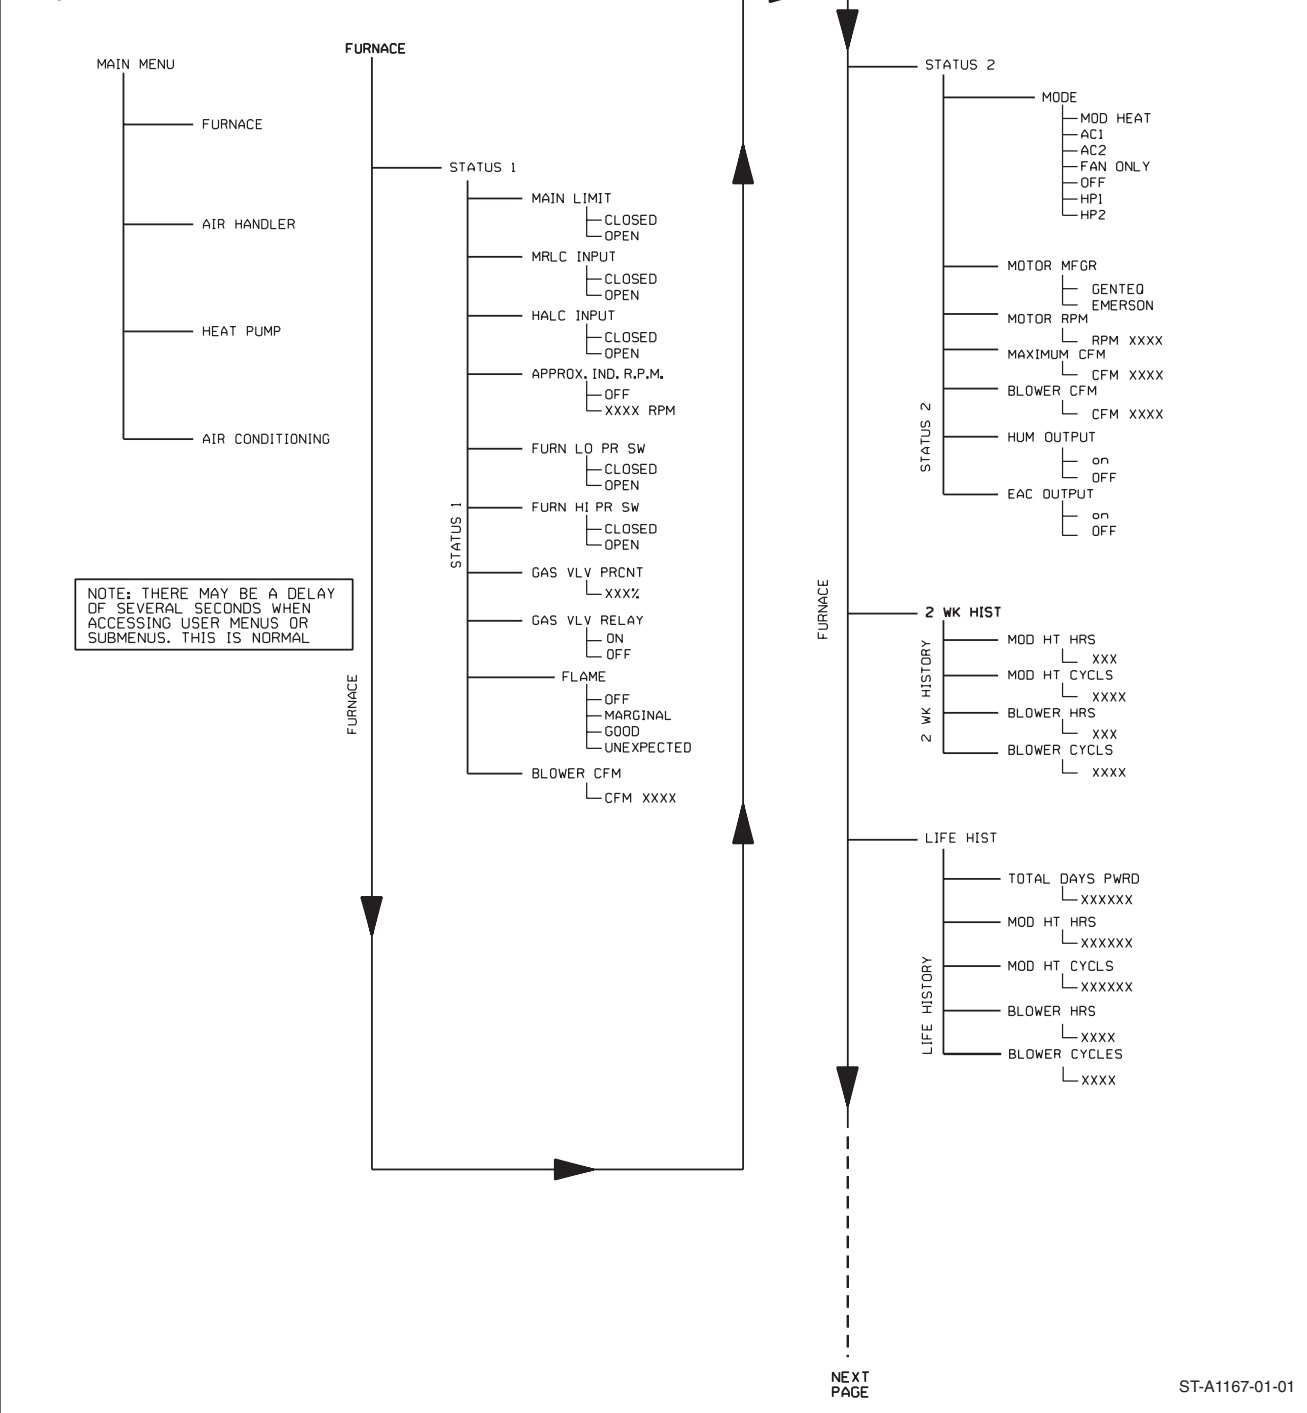 MAIN MENU
FURNACE
AIR HANDLER
HEAT PUMP
AIR CONDITIONING
NOTE: THERE MAY BE A DELAY
OF SEVERAL SECONDS WHEN
ACCESSING USER MENUS OR
SUBMENUS. THIS IS NORMAL
FURNACE
FURNACE
STATUS 1
STATUS 1
MAIN LIMIT
CLOSED
OPEN
MRLC INPUT
CLOSED
OPEN
HALC INPUT
CLOSED
OPEN
APPROX. IND. R.P.M.
OFF
XXXX RPM
FURN LO PR SW
CLOSED
OPEN
FURN HI PR SW
CLOSED
OPEN
GAS VLV PRCNT
XXX%
GAS VLV RELAY
ON
OFF
FLAME
OFF
MARGINAL
GOOD
UNEXPECTED
BLOWER CFM
CFM XXXX
FURNACE
STATUS 2
STATUS 2
MODE
MOD HEAT
AC1
AC2
FAN ONLY
OFF
HP1
HP2
MOTOR MFGR
GENTEQ
EMERSON
MOTOR RPM
RPM XXXX
MAXIMUM CFM
CFM XXXX
BLOWER CFM
CFM XXXX
HUM OUTPUT
on
OFF
EAC OUTPUT
on
OFF
2 WK HIST
2 WK HISTORY
MOD HT HRS
XXX
MOD HT CYCLS
XXXX
BLOWER HRS
XXX
BLOWER CYCLS
XXXX
LIFE HIST
LIFE HISTORY
TOTAL DAYS PWRD
XXXXXX
MOD HT HRS
XXXXXX
MOD HT CYCLS
XXXXXX
BLOWER HRS
XXXX
BLOWER CYCLES
XXXX
NEXT
PAGE
ST-A1167-01-01